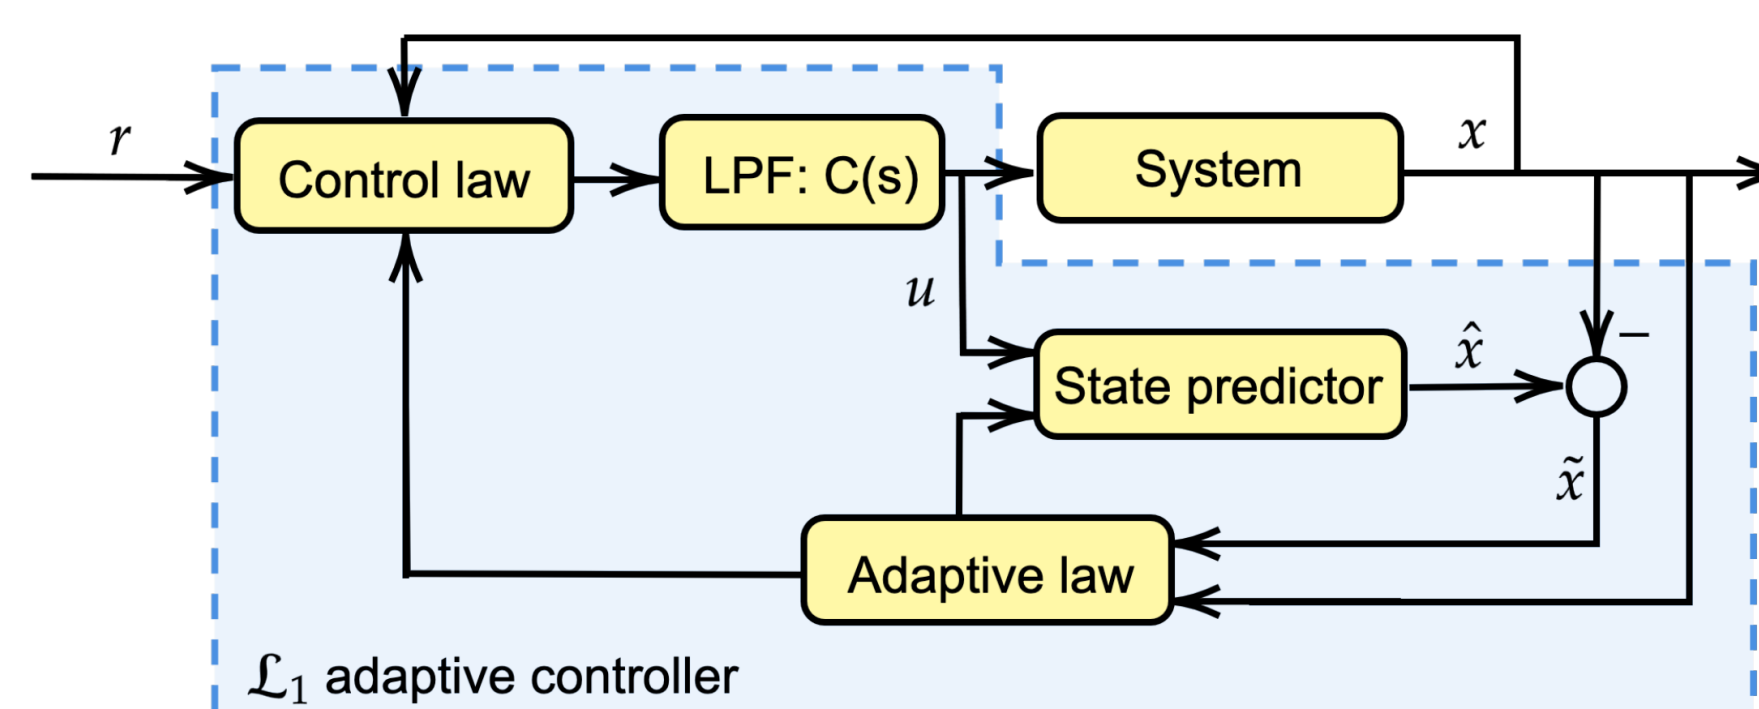 r
Control law
LPF: C(s)
System
x
u
State predictor
x̂
−
x̃
Adaptive law
ℒ₁ adaptive controller